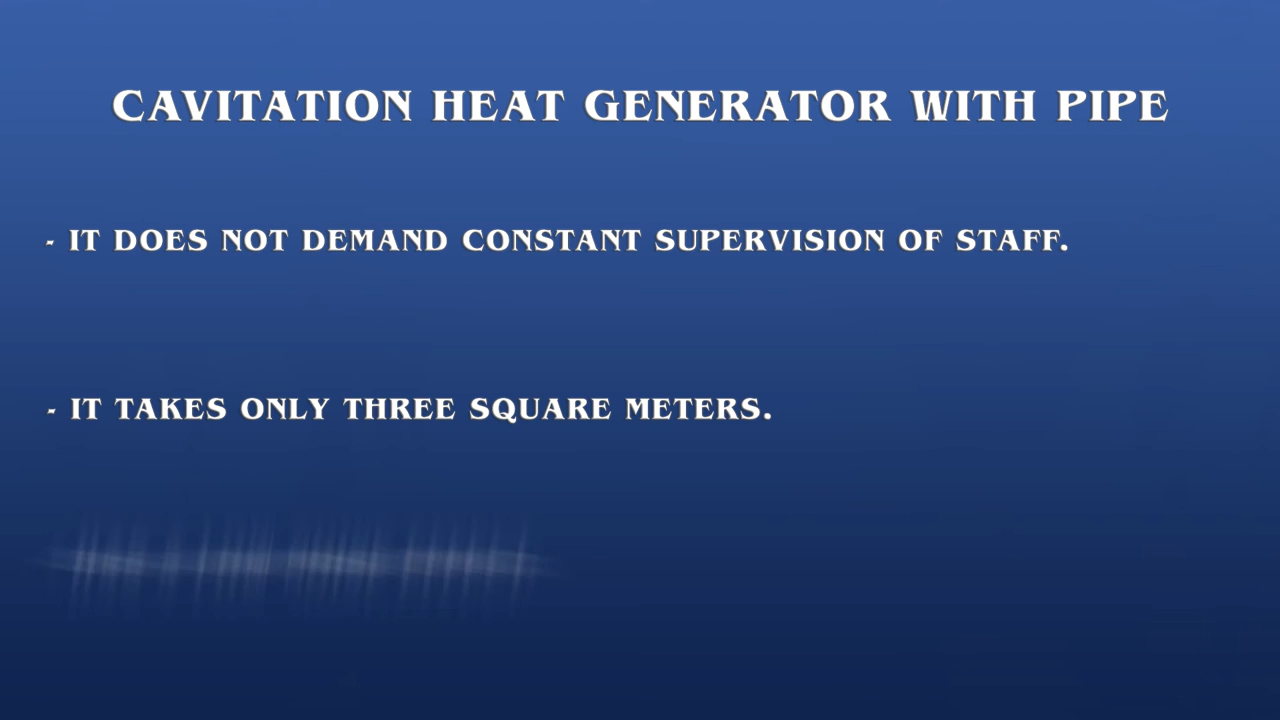 CAVITATION HEAT GENERATOR WITH PIPE
- IT DOES NOT DEMAND CONSTANT SUPERVISION OF STAFF.
- IT TAKES ONLY THREE SQUARE METERS.